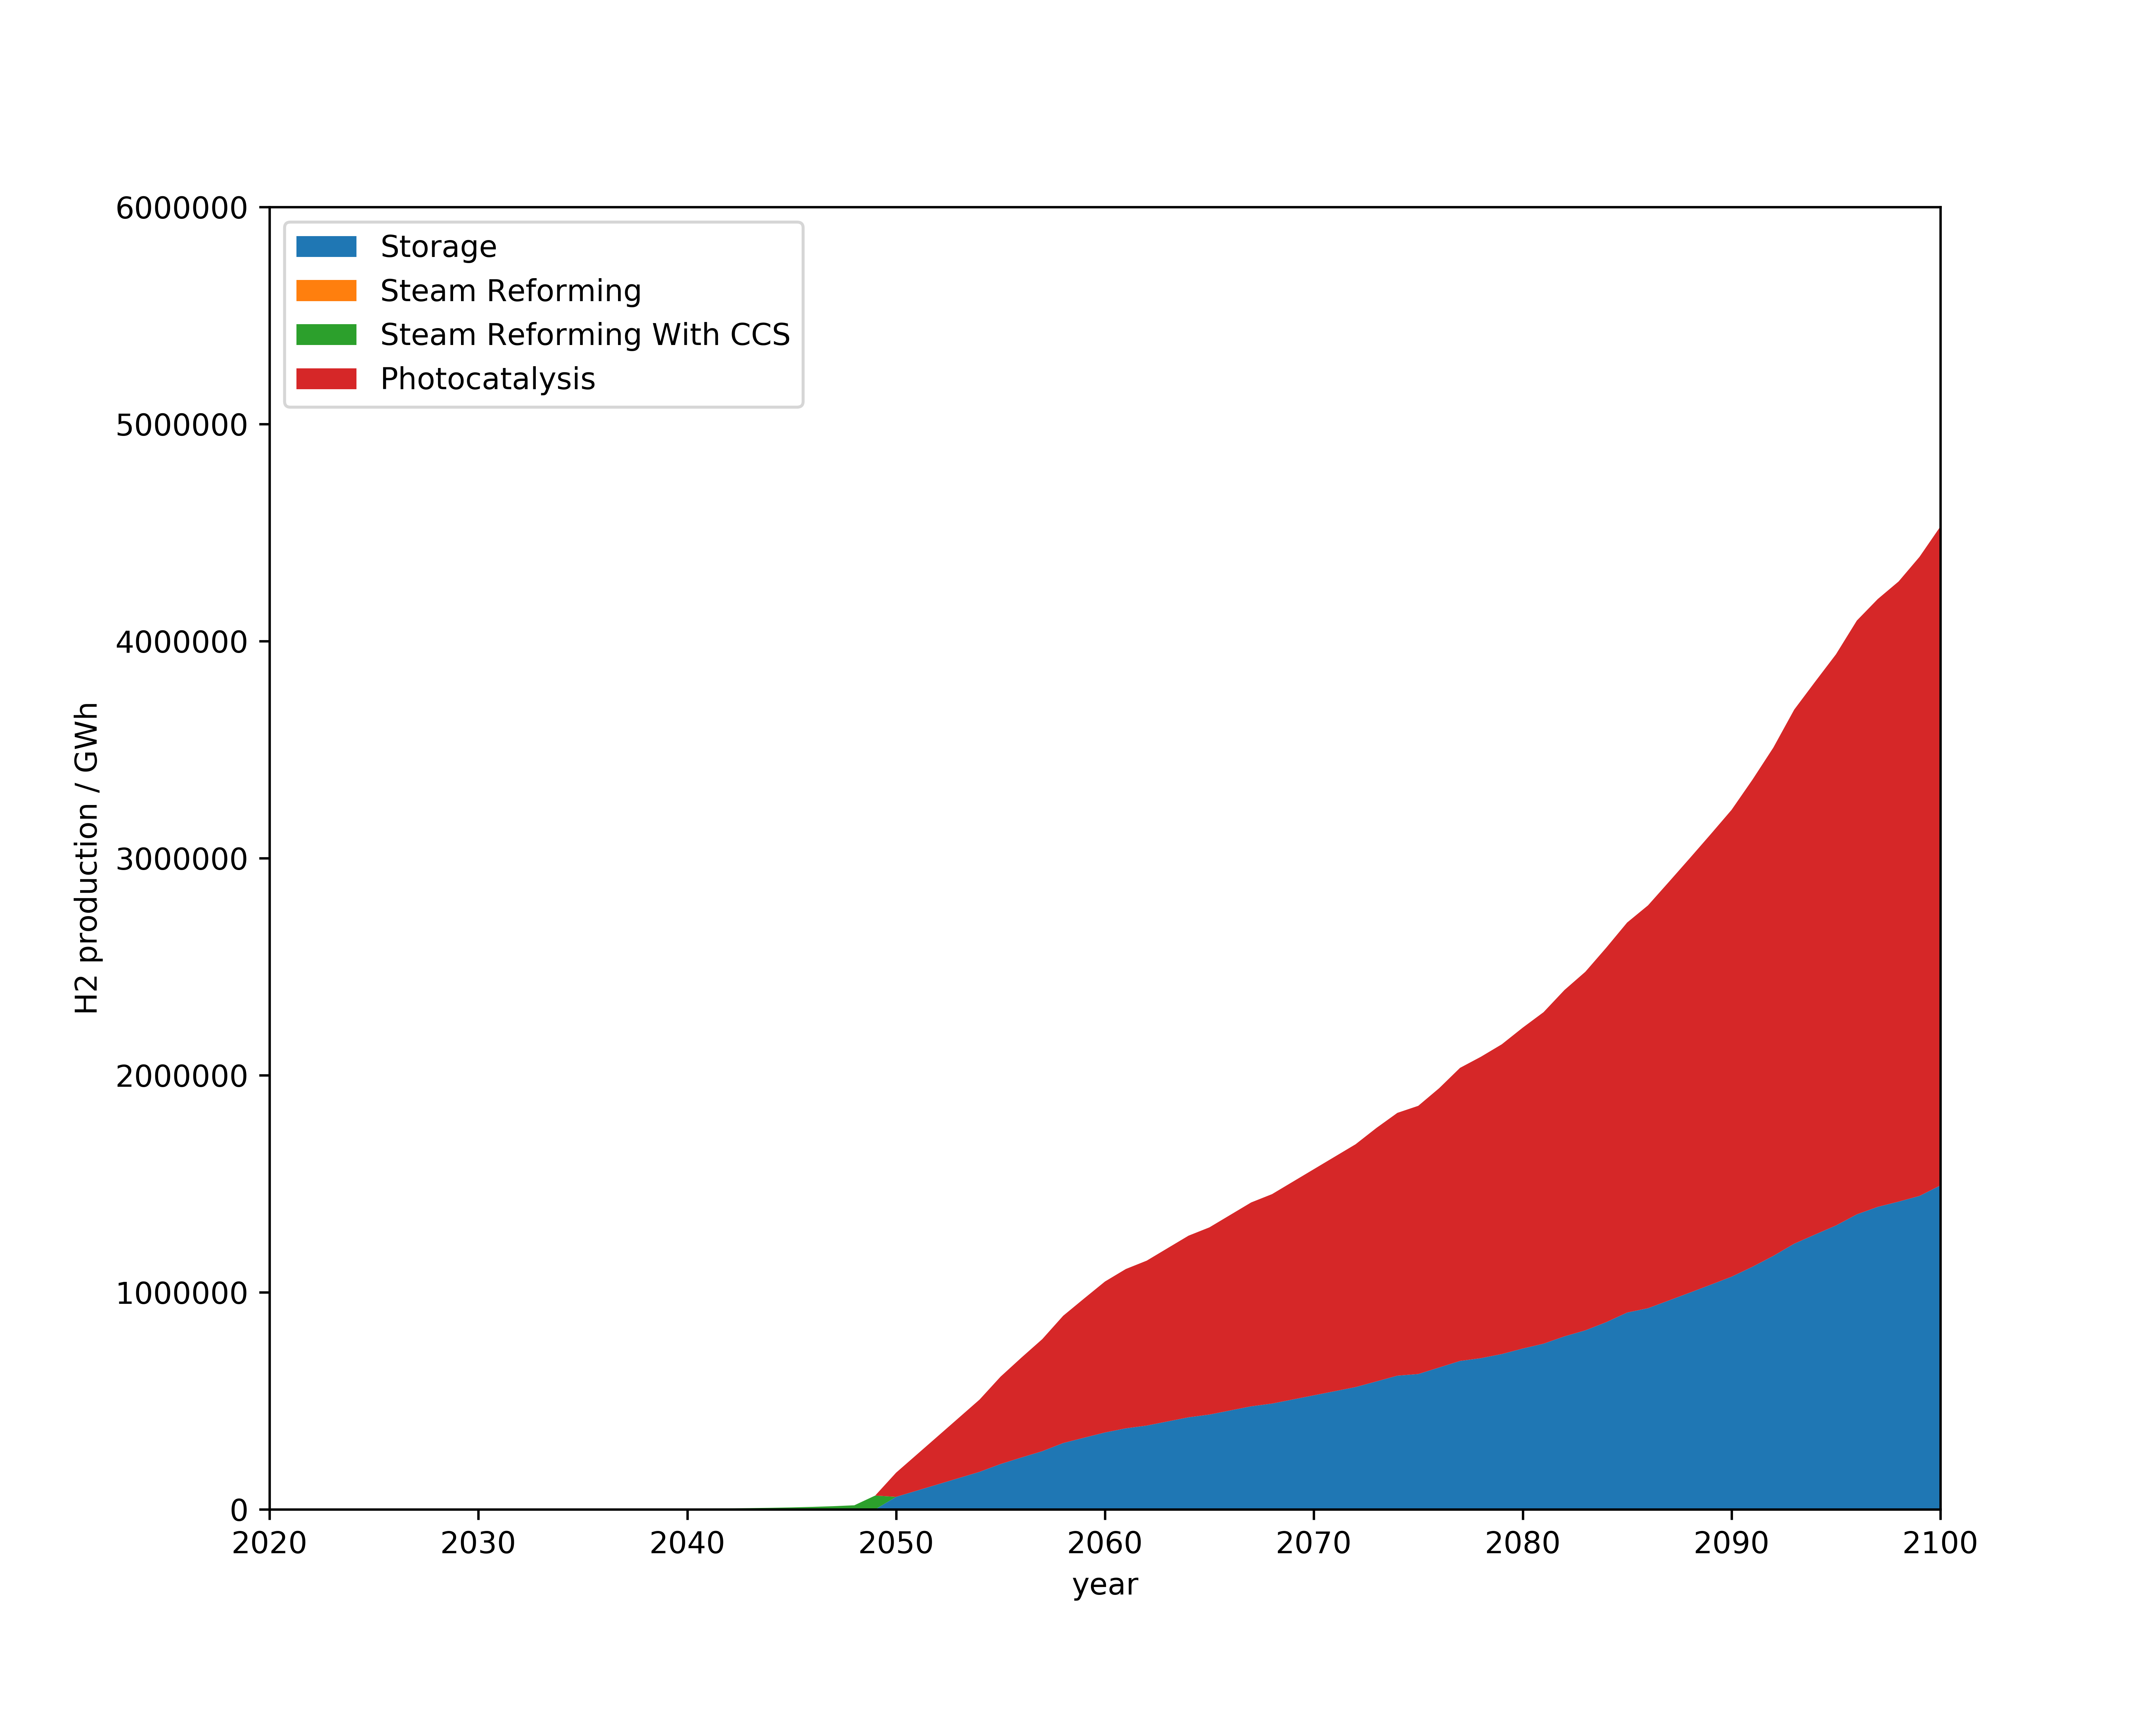 6000000
5000000
4000000
3000000
2000000
1000000
0
H2 production / GWh
Storage
Steam Reforming
Steam Reforming With CCS
Photocatalysis
2020 2030 2040 2050 2060 2070 2080 2090 2100
year